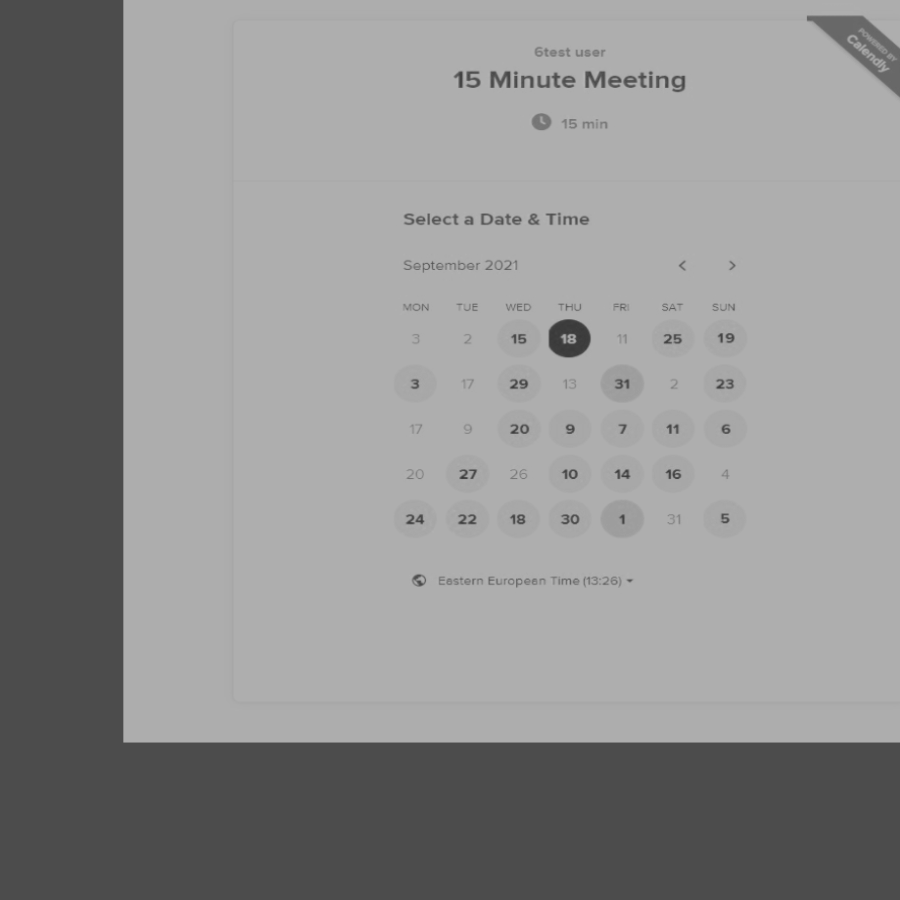 POWERED BY
Calendly
6test user
15 Minute Meeting
15 min
Select a Date & Time
September 2021
MON TUE WED THU FRI SAT SUN
3 2 15 18 11 25 19
3 17 29 13 31 2 23
17 9 20 9 7 11 6
20 27 26 10 14 16 4
24 22 18 30 1 31 5
Eastern European Time (13:26)